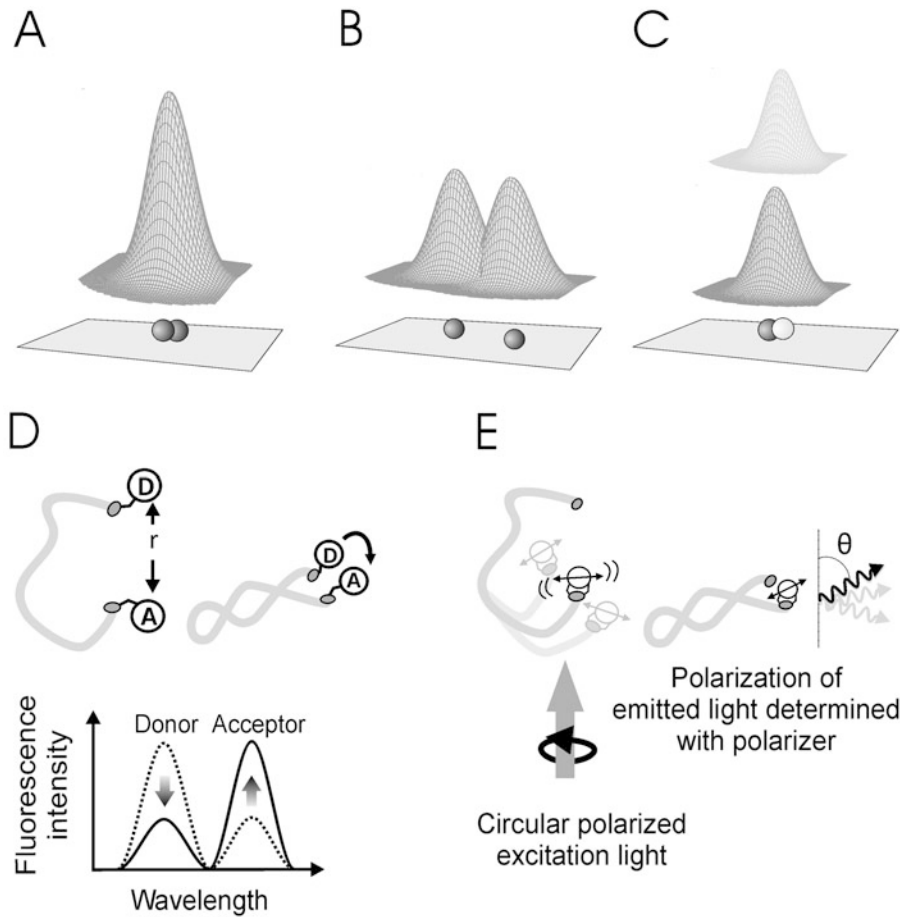 A
B
C
D
D
r
A
D
A
Fluorescence
intensity
Donor
Acceptor
Wavelength
E
θ
Polarization of
emitted light determined
with polarizer
Circular polarized
excitation light